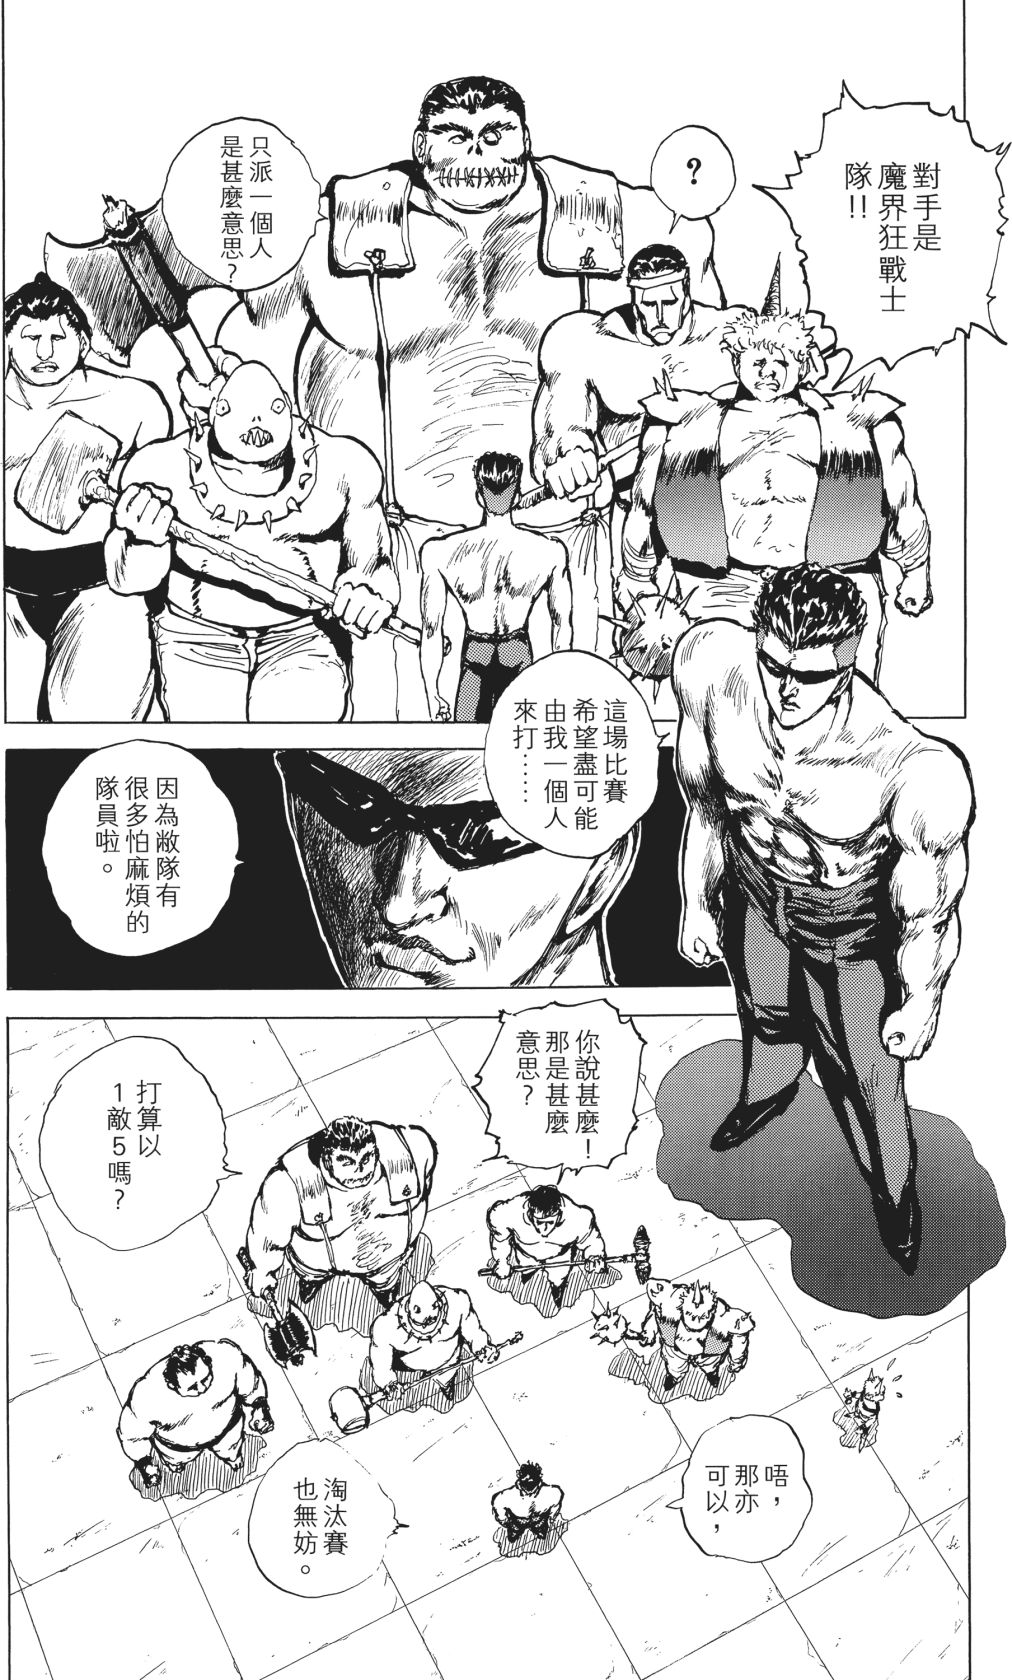 對手是
魔界狂戰士
隊!!
?
只派一個人
是甚麼意思?
這場比賽
希望盡可能
由我一個人
來打……
因為敝隊有
很多怕麻煩的
隊員啦。
你說甚麼!
那是甚麼
意思?
打算以
1敵5嗎?
唔,
那亦
可以,
淘汰賽
也無妨。